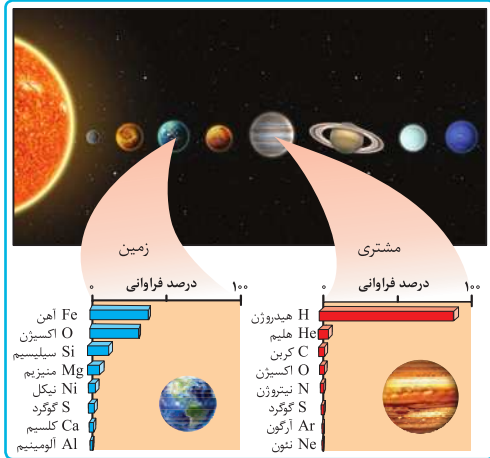 زمین
مشتری
درصد فراوانی
۰ ۱۰۰
Fe آهن
O اکسیژن
Si سیلیسیم
Mg منیزیم
Ni نیکل
S گوگرد
Ca کلسیم
Al آلومینیم
درصد فراوانی
۰ ۱۰۰
H هیدروژن
He هلیم
C کربن
O اکسیژن
N نیتروژن
S گوگرد
Ar آرگون
Ne نئون